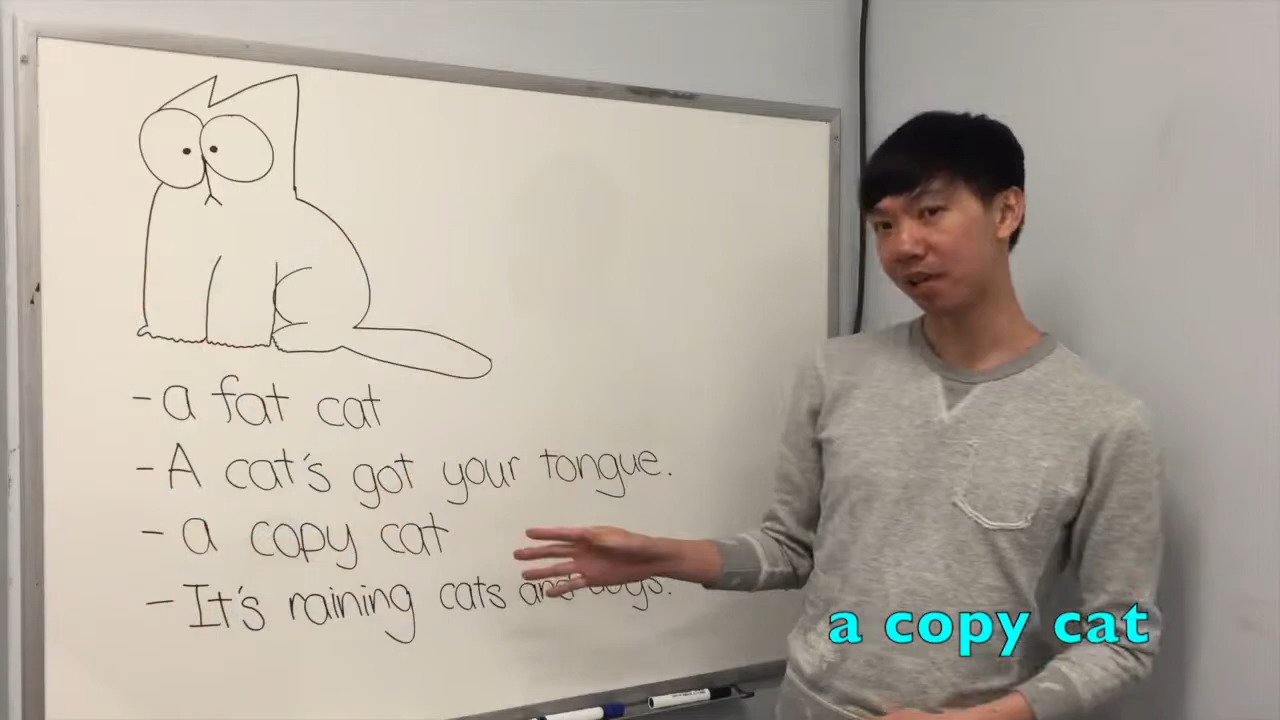 - a fat cat
- A cat's got your tongue.
- a copy cat
- It's raining cats and dogs.
a copy cat